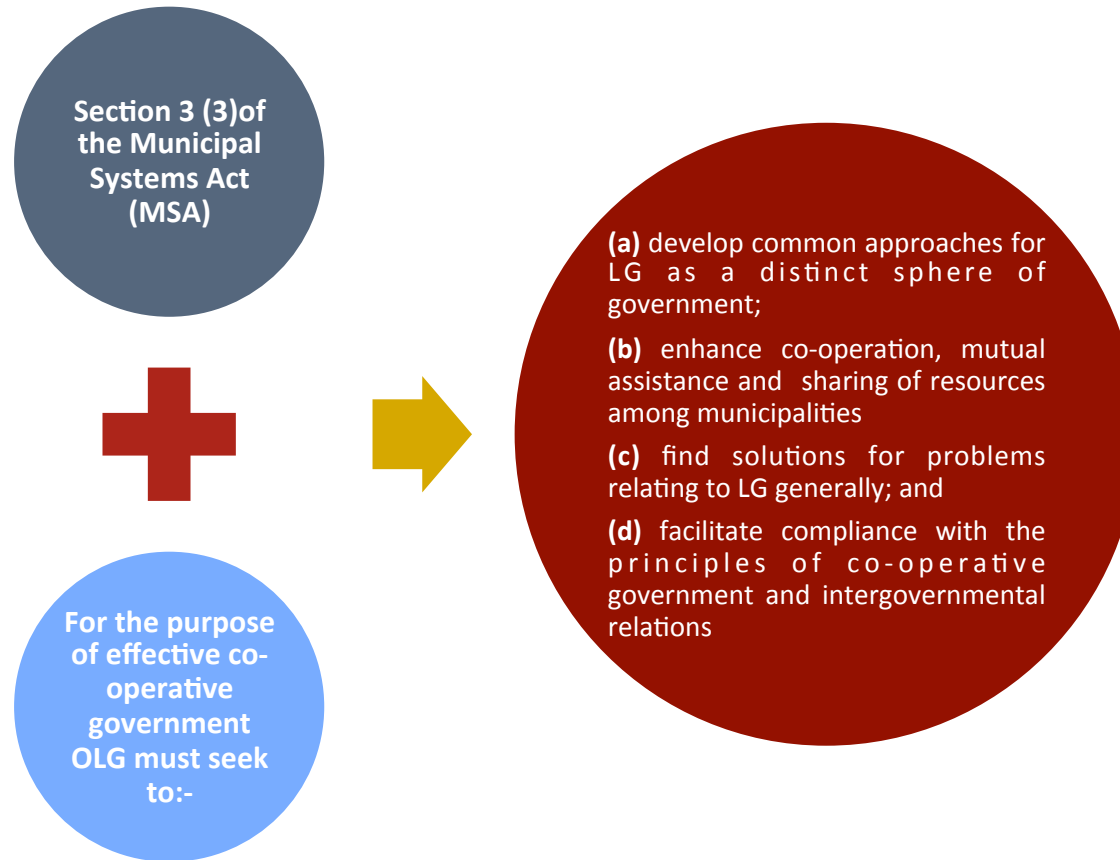 Section 3 (3)of
the Municipal
Systems Act
(MSA)
For the purpose
of effective co-
operative
government
OLG must seek
to:-
(a) develop common approaches for
LG as a distinct sphere of
government;
(b) enhance co-operation, mutual
assistance and sharing of resources
among municipalities
(c) find solutions for problems
relating to LG generally; and
(d) facilitate compliance with the
principles of co-operative
government and intergovernmental
relations